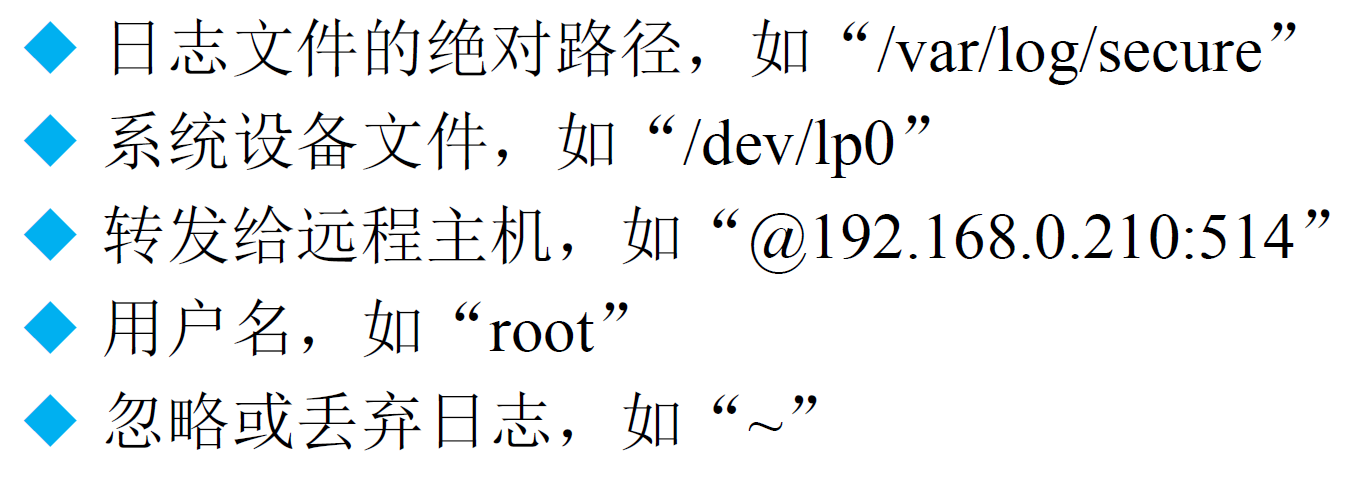 日志文件的绝对路径，如“/var/log/secure”
系统设备文件，如“/dev/lp0”
转发给远程主机，如“@192.168.0.210:514”
用户名，如“root”
忽略或丢弃日志，如“~”